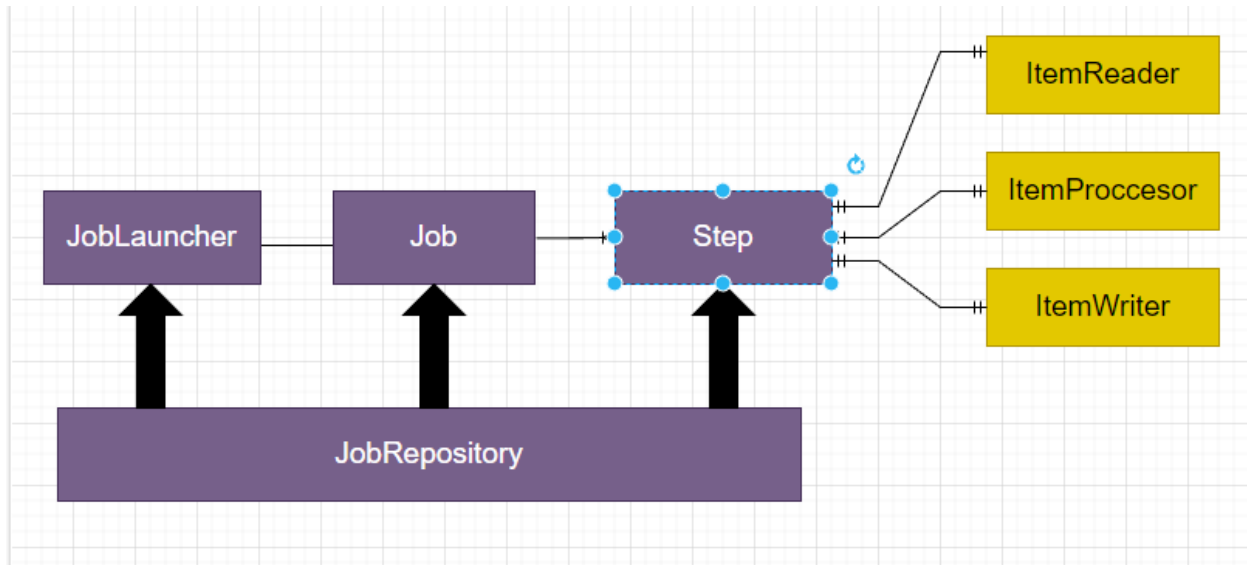 JobLauncher
Job
Step
ItemReader
ItemProccesor
ItemWriter
JobRepository